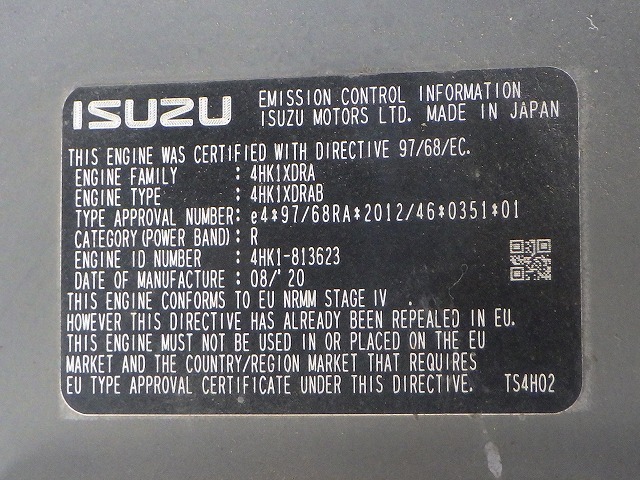 ISUZU EMISSION CONTROL INFORMATION
ISUZU MOTORS LTD. MADE IN JAPAN
THIS ENGINE WAS CERTIFIED WITH DIRECTIVE 97/68/EC.
ENGINE FAMILY : 4HK1XDRA
ENGINE TYPE : 4HK1XDRAB
TYPE APPROVAL NUMBER: e4*97/68RA*2012/46*0351*01
CATEGORY(POWER BAND): R
ENGINE ID NUMBER : 4HK1-813623
DATE OF MANUFACTURE : 08/'20
THIS ENGINE CONFORMS TO EU NRMM STAGE IV .
HOWEVER THIS DIRECTIVE HAS ALREADY BEEN REPEALED IN EU.
THIS ENGINE MUST NOT BE USED IN OR PLACED ON THE EU
MARKET AND THE COUNTRY/REGION MARKET THAT REQUIRES
EU TYPE APPROVAL CERTIFICATE UNDER THIS DIRECTIVE. TS4H02